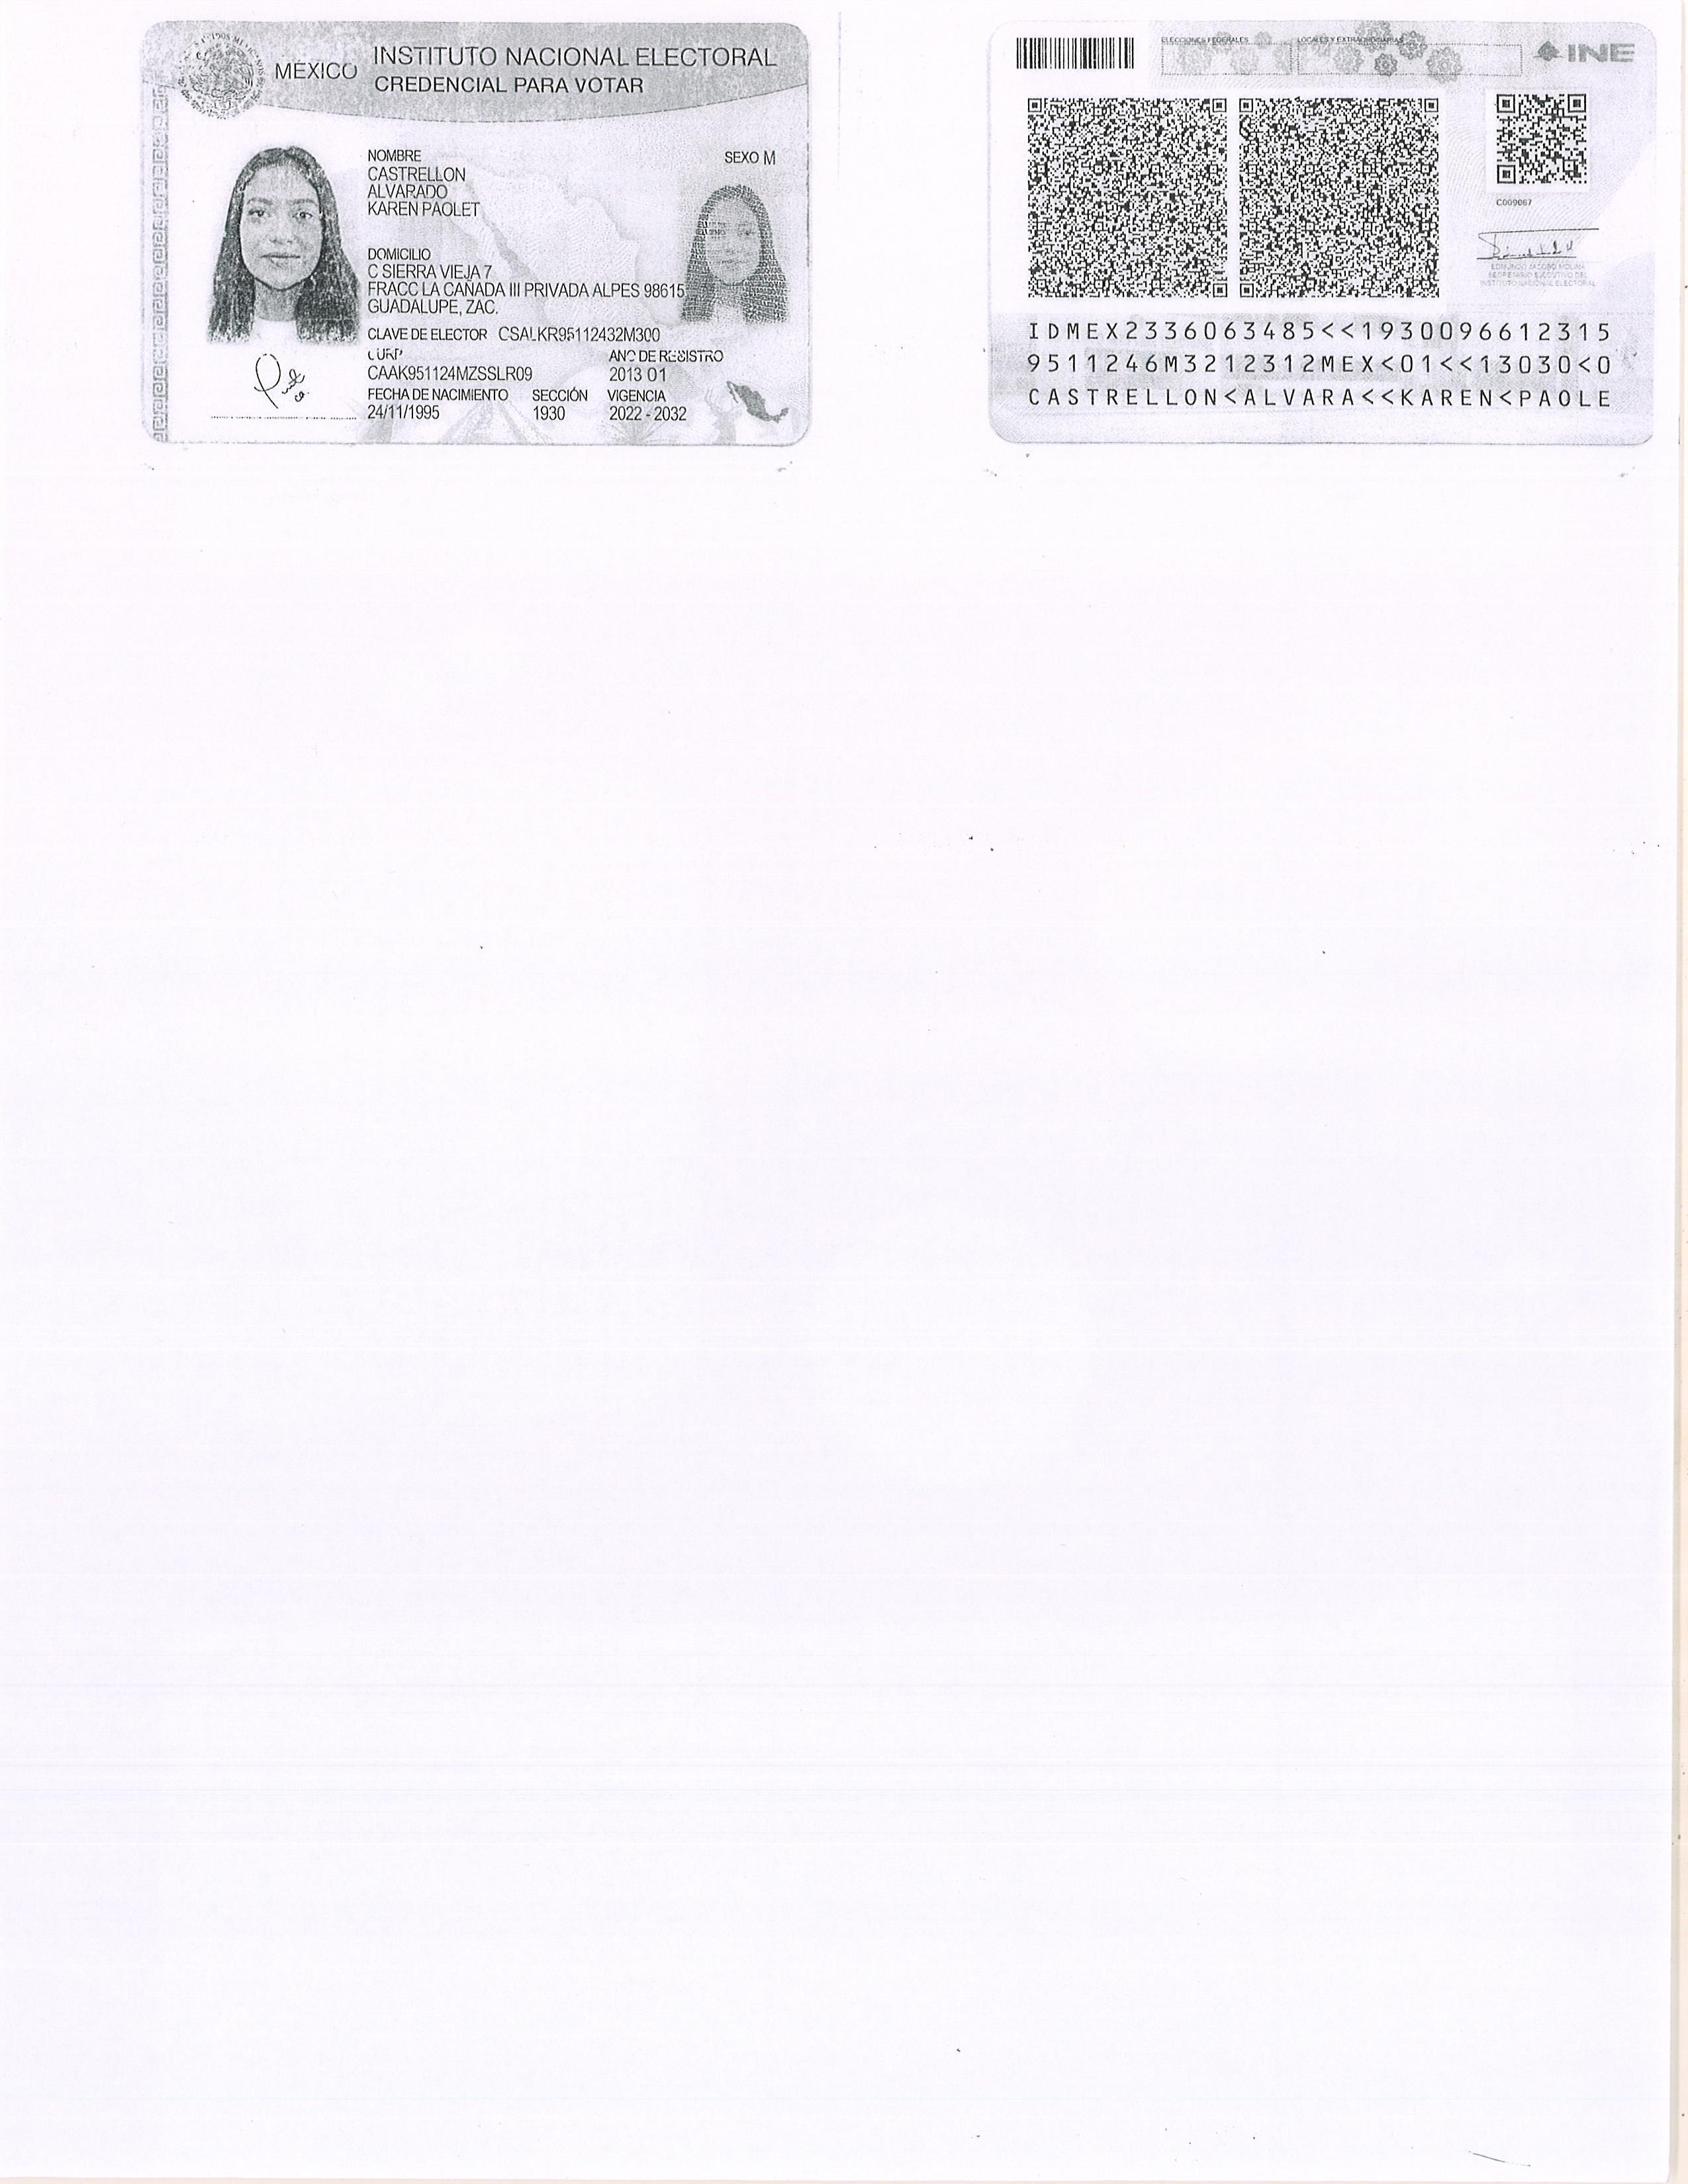 MÉXICO
INSTITUTO NACIONAL ELECTORAL
CREDENCIAL PARA VOTAR
NOMBRE
CASTRELLON
ALVARADO
KAREN PAOLET
SEXO M
DOMICILIO
C SIERRA VIEJA 7
FRACC LA CAÑADA III PRIVADA ALPES 98615
GUADALUPE, ZAC.
CLAVE DE ELECTOR CSALKR95112432M300
CURP
CAAK951124MZSSLR09
AÑO DE REGISTRO
2013 01
FECHA DE NACIMIENTO
24/11/1995
SECCIÓN
1930
VIGENCIA
2022 - 2032
ELECCIONES FEDERALES
LOCALES Y EXTRAORDINARIAS
INE
C009067
EDMUNDO JACOBO MOLINA
SECRETARIO EJECUTIVO DEL
INSTITUTO NACIONAL ELECTORAL
IDMEX2336063485<<1930096612315
9511246M3212312MEX<01<<13030<0
CASTRELLON<ALVARA<<KAREN<PAOLE